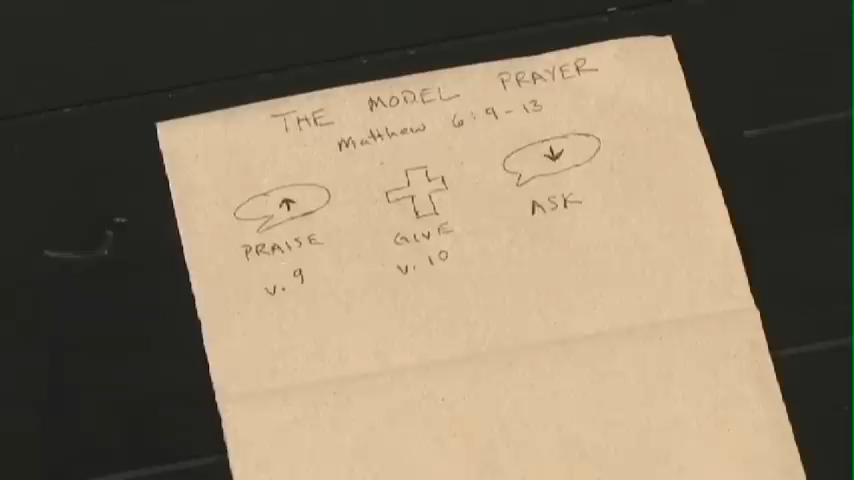 THE MODEL PRAYER
Matthew 6:9-13
PRAISE GIVE ASK
v. 9 v. 10